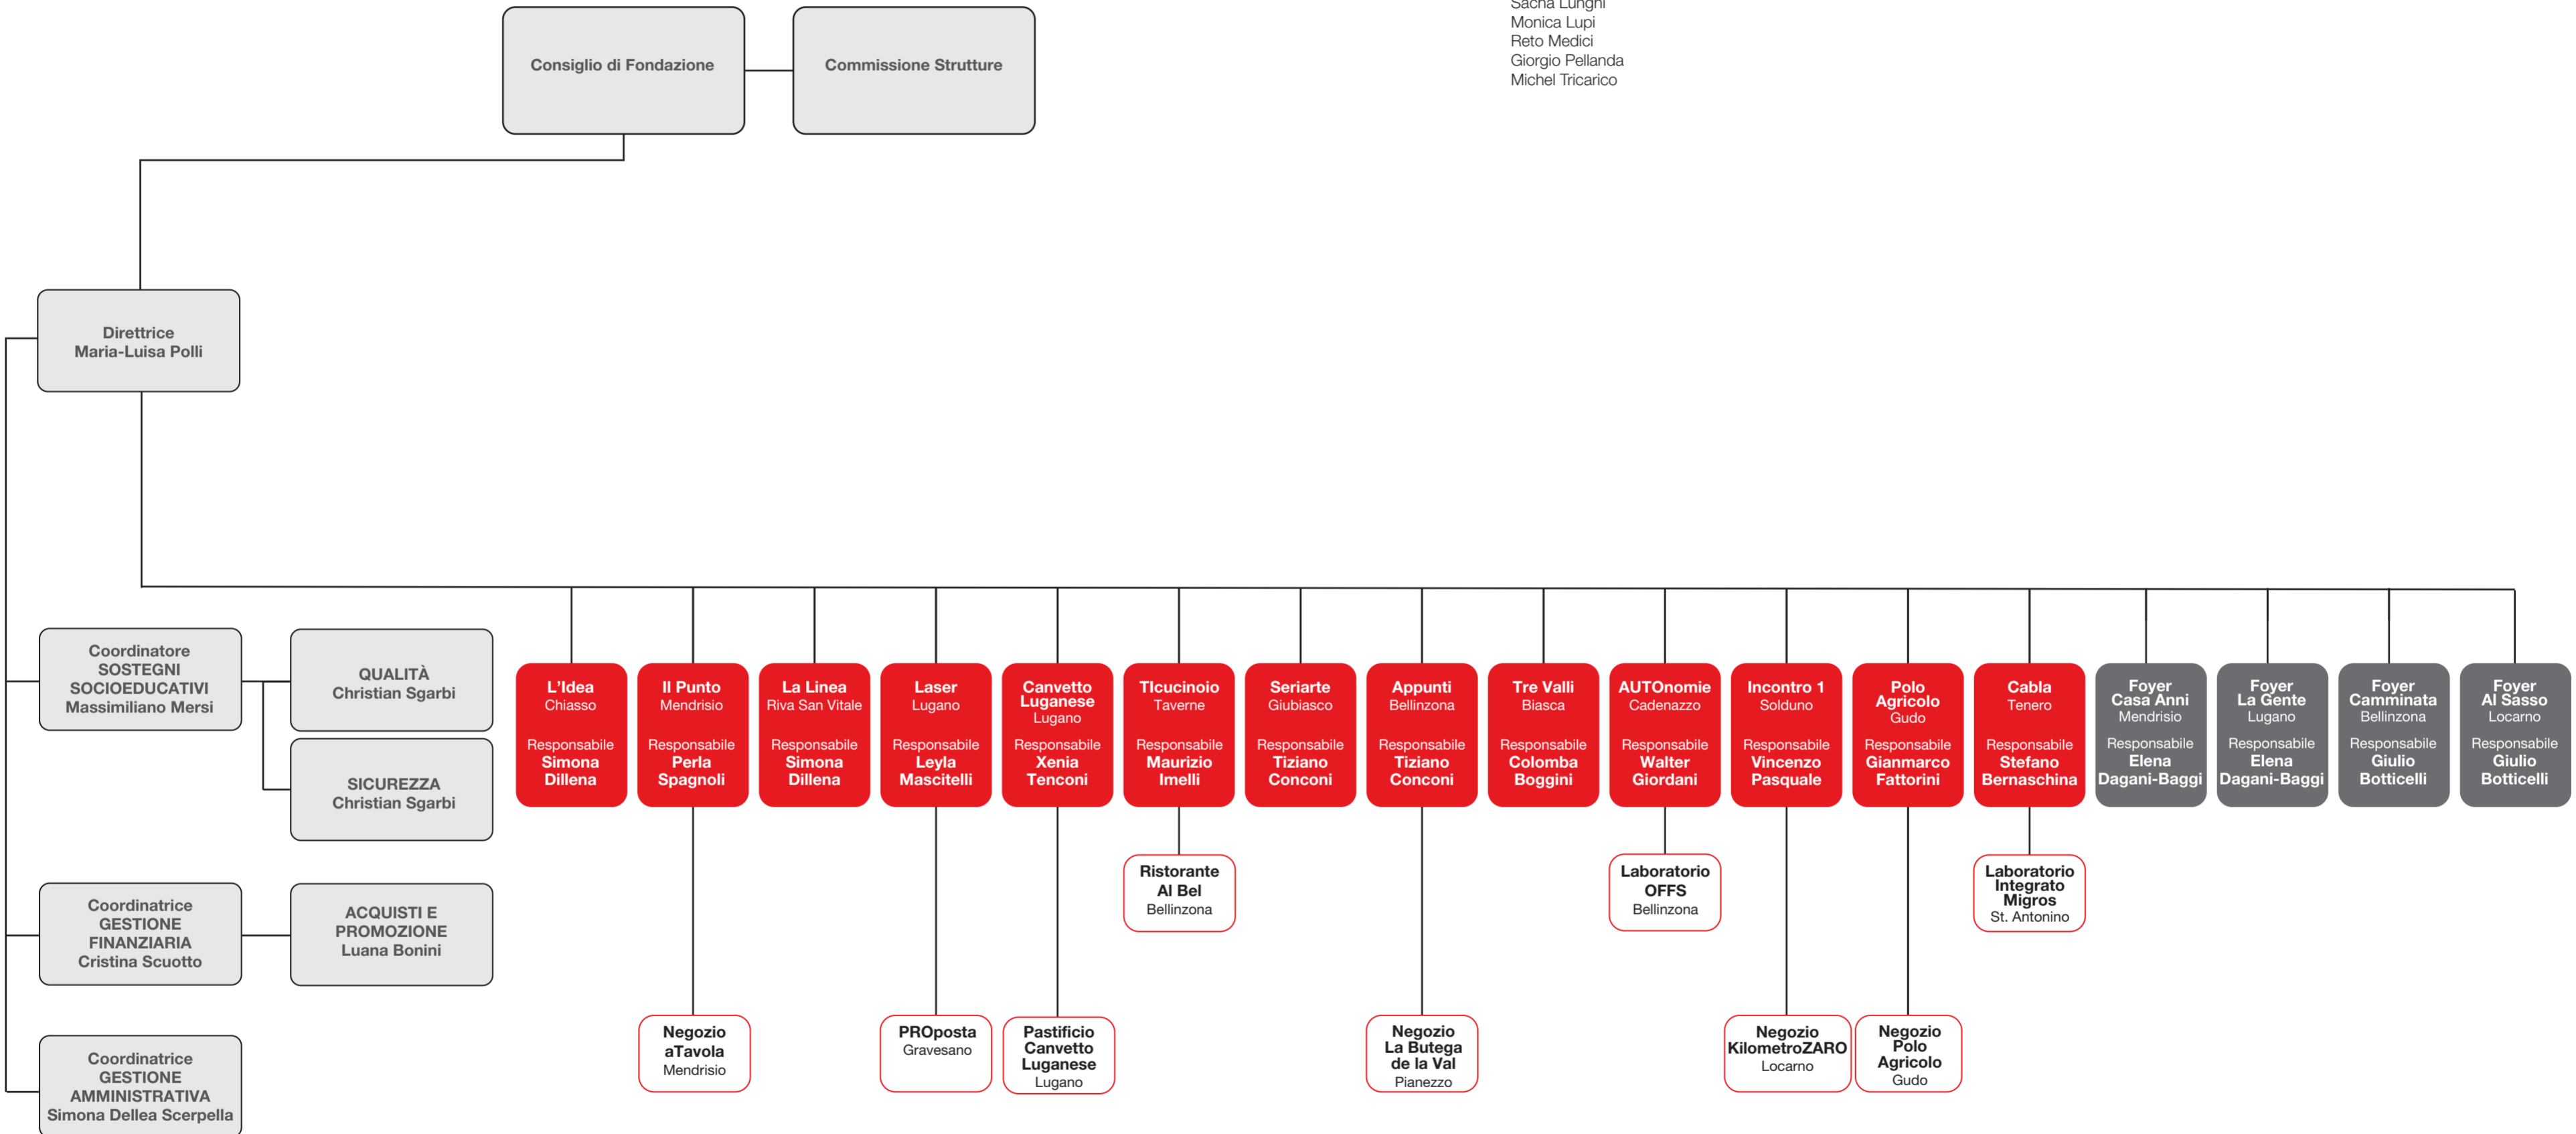 Sacha Lunghi
Monica Lupi
Reto Medici
Giorgio Pellanda
Michel Tricarico
Consiglio di Fondazione
Commissione Strutture
Direttrice
Maria-Luisa Polli
Coordinatore
SOSTEGNI
SOCIOEDUCATIVI
Massimiliano Mersi
QUALITÀ
Christian Sgarbi
SICUREZZA
Christian Sgarbi
Coordinatrice
GESTIONE
FINANZIARIA
Cristina Scuotto
ACQUISTI E
PROMOZIONE
Luana Bonini
Coordinatrice
GESTIONE
AMMINISTRATIVA
Simona Dellea Scerpella
L'Idea
Chiasso
Responsabile
Simona
Dillena
Il Punto
Mendrisio
Responsabile
Perla
Spagnoli
La Linea
Riva San Vitale
Responsabile
Simona
Dillena
Laser
Lugano
Responsabile
Leyla
Mascitelli
Canvetto
Luganese
Lugano
Responsabile
Xenia
Tenconi
TIcucinoio
Taverne
Responsabile
Maurizio
Imelli
Seriarte
Giubiasco
Responsabile
Tiziano
Conconi
Appunti
Bellinzona
Responsabile
Tiziano
Conconi
Tre Valli
Biasca
Responsabile
Colomba
Boggini
AUTOnomie
Cadenazzo
Responsabile
Walter
Giordani
Incontro 1
Solduno
Responsabile
Vincenzo
Pasquale
Polo
Agricolo
Gudo
Responsabile
Gianmarco
Fattorini
Cabla
Tenero
Responsabile
Stefano
Bernaschina
Foyer
Casa Anni
Mendrisio
Responsabile
Elena
Dagani-Baggi
Foyer
La Gente
Lugano
Responsabile
Elena
Dagani-Baggi
Foyer
Camminata
Bellinzona
Responsabile
Giulio
Botticelli
Foyer
Al Sasso
Locarno
Responsabile
Giulio
Botticelli
Ristorante
Al Bel
Bellinzona
Laboratorio
OFFS
Bellinzona
Laboratorio
Integrato
Migros
St. Antonino
Negozio
aTavola
Mendrisio
PROposta
Gravesano
Pastificio
Canvetto
Luganese
Lugano
Negozio
La Butega
de la Val
Pianezzo
Negozio
KilometroZARO
Locarno
Negozio
Polo
Agricolo
Gudo